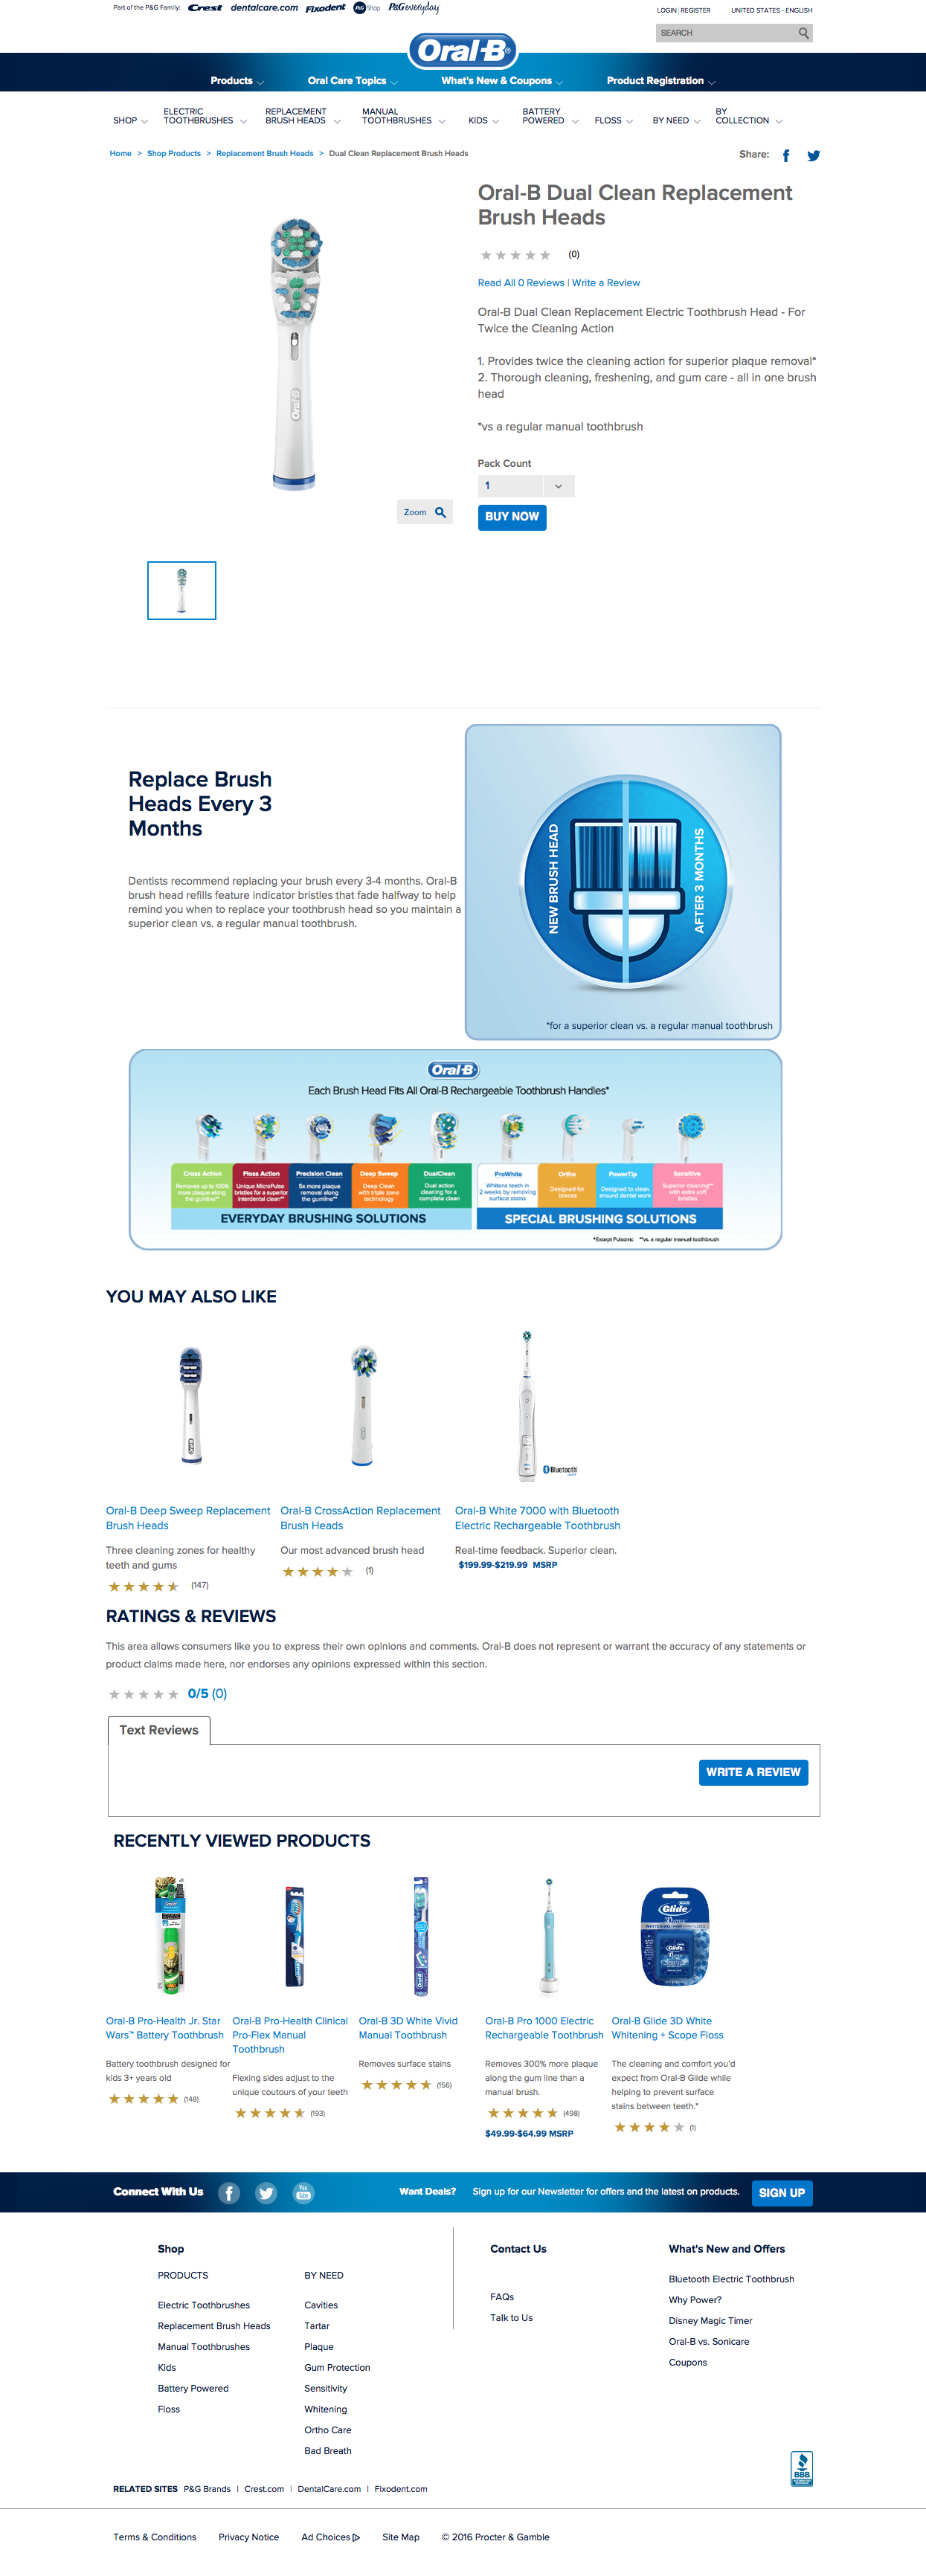 Part of the P&G Family: Crest dentalcare.com Fixodent P&G Shop P&G everyday
LOGIN | REGISTER UNITED STATES - ENGLISH
SEARCH
Oral-B
Products Oral Care Topics What's New & Coupons Product Registration
SHOP ELECTRIC TOOTHBRUSHES REPLACEMENT BRUSH HEADS MANUAL TOOTHBRUSHES KIDS BATTERY POWERED FLOSS BY NEED BY COLLECTION
Home > Shop Products > Replacement Brush Heads > Dual Clean Replacement Brush Heads
Share:
Oral-B Dual Clean Replacement
Brush Heads
(0)
Read All 0 Reviews | Write a Review
Oral-B Dual Clean Replacement Electric Toothbrush Head - For
Twice the Cleaning Action
1. Provides twice the cleaning action for superior plaque removal*
2. Thorough cleaning, freshening, and gum care - all in one brush
head
*vs a regular manual toothbrush
Pack Count
1
BUY NOW
Oral-B
Zoom
Replace Brush
Heads Every 3
Months
Dentists recommend replacing your brush every 3-4 months. Oral-B
brush head refills feature indicator bristles that fade halfway to help
remind you when to replace your toothbrush head so you maintain a
superior clean vs. a regular manual toothbrush.
NEW BRUSH HEAD
AFTER 3 MONTHS
*for a superior clean vs. a regular manual toothbrush
Oral-B
Each Brush Head Fits All Oral-B Rechargeable Toothbrush Handles*
Cross Action Floss Action Precision Clean Deep Sweep DualClean ProWhite Ortho PowerTip Sensitive
Removes up to 100% more plaque along the gumline**
Unique MicroPulse bristles for a superior interdental clean**
5x more plaque removal along the gumline**
Deep Clean with triple zone technology
Dual action cleaning for a complete clean
Whitens teeth in 2 weeks by removing surface stains
Designed for braces
Designed to clean around dental work
Superior cleaning** with extra soft bristles
EVERYDAY BRUSHING SOLUTIONS SPECIAL BRUSHING SOLUTIONS
*Except Pulsonic **vs. a regular manual toothbrush
YOU MAY ALSO LIKE
Oral-B
Bluetooth
Oral-B Deep Sweep Replacement
Brush Heads
Three cleaning zones for healthy
teeth and gums
(147)
Oral-B CrossAction Replacement
Brush Heads
Our most advanced brush head
(1)
Oral-B White 7000 with Bluetooth
Electric Rechargeable Toothbrush
Real-time feedback. Superior clean.
$199.99-$219.99 MSRP
RATINGS & REVIEWS
This area allows consumers like you to express their own opinions and comments. Oral-B does not represent or warrant the accuracy of any statements or
product claims made here, nor endorses any opinions expressed within this section.
0/5 (0)
Text Reviews
WRITE A REVIEW
RECENTLY VIEWED PRODUCTS
Glide
Oral-B Pro-Health Jr. Star
Wars™ Battery Toothbrush
Battery toothbrush designed for
kids 3+ years old
(148)
Oral-B Pro-Health Clinical
Pro-Flex Manual
Toothbrush
Flexing sides adjust to the
unique coutours of your teeth
(193)
Oral-B 3D White Vivid
Manual Toothbrush
Removes surface stains
(156)
Oral-B Pro 1000 Electric
Rechargeable Toothbrush
Removes 300% more plaque
along the gum line than a
manual brush.
(498)
$49.99-$64.99 MSRP
Oral-B Glide 3D White
Whitening + Scope Floss
The cleaning and comfort you'd
expect from Oral-B Glide while
helping to prevent surface
stains between teeth.*
(1)
Connect With Us
You Tube
Want Deals? Sign up for our Newsletter for offers and the latest on products.
SIGN UP
Shop
PRODUCTS
Electric Toothbrushes
Replacement Brush Heads
Manual Toothbrushes
Kids
Battery Powered
Floss
BY NEED
Cavities
Tartar
Plaque
Gum Protection
Sensitivity
Whitening
Ortho Care
Bad Breath
Contact Us
FAQs
Talk to Us
What's New and Offers
Bluetooth Electric Toothbrush
Why Power?
Disney Magic Timer
Oral-B vs. Sonicare
Coupons
BBB
RELATED SITES P&G Brands | Crest.com | DentalCare.com | Fixodent.com
Terms & Conditions Privacy Notice Ad Choices Site Map © 2016 Procter & Gamble